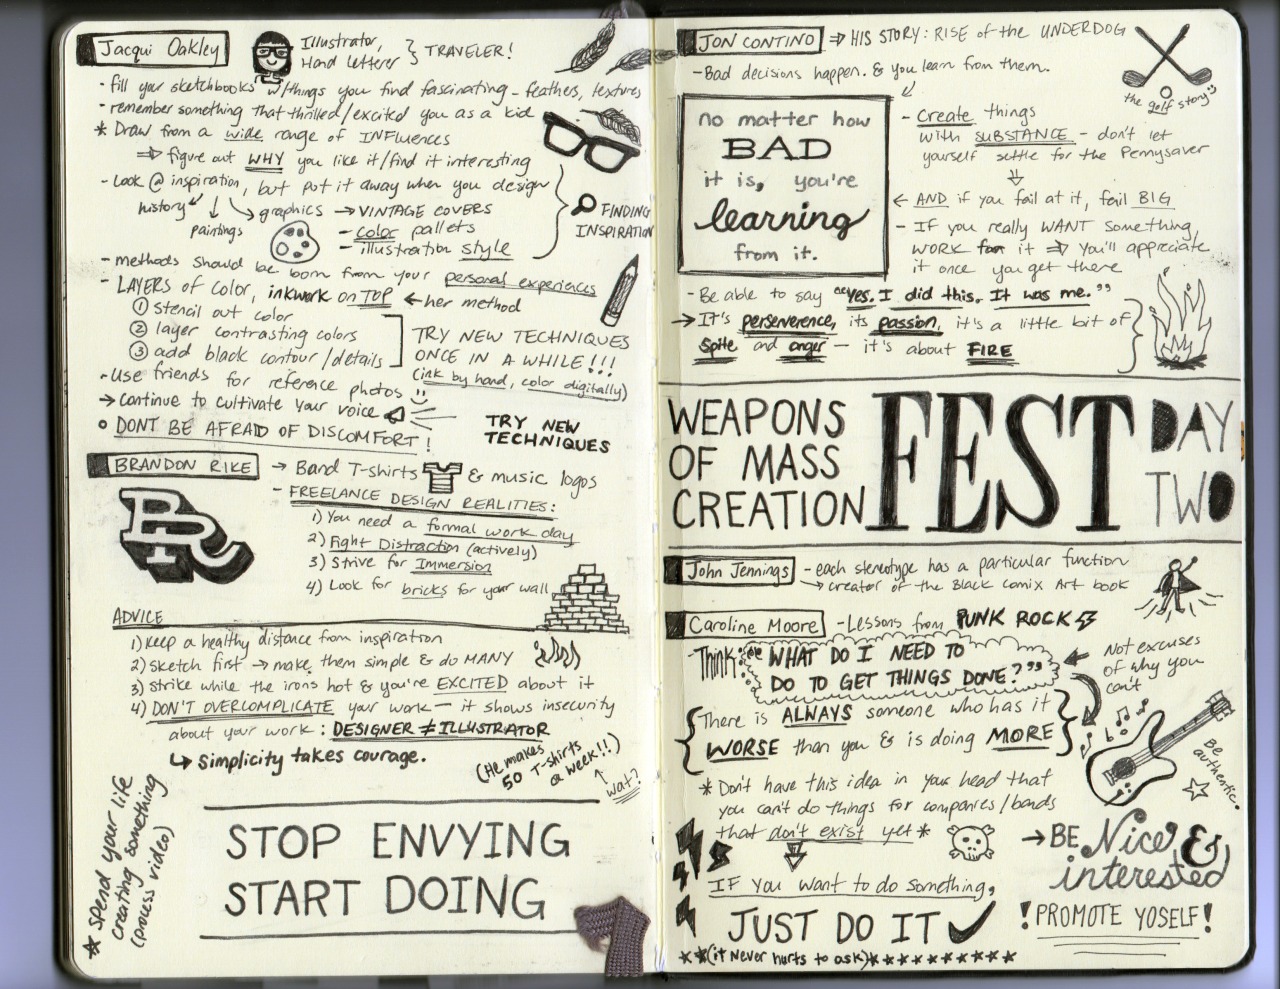 Jacqui Oakley
Illustrator,
Hand Letterer } TRAVELER!
- fill your sketchbooks w/things you find fascinating - feathers, textures
- remember something that thrilled/excited you as a kid
* Draw from a wide range of INFluences
⇒ figure out WHY you like it/find it interesting
- Look @ inspiration, but put it away when you design
history
paintings
graphics → VINTAGE COVERS
- color pallets
- illustration style
FINDING
INSPIRATION
- methods should be born from your personal experiences
- LAYERS of color, inkwork on TOP ← her method
① stencil out color
② layer contrasting colors
③ add black contour/details
TRY NEW TECHNIQUES
ONCE IN A WHILE!!!
(ink by hand, color digitally)
- Use friends for reference photos
→ Continue to cultivate your voice
DONT BE AFRAID OF DISCOMFORT!
TRY NEW
TECHNIQUES
BRANDON RIKE
→ Band T-shirts & music logos
- FREELANCE DESIGN REALITIES:
1) You need a formal work day
2) Fight Distraction (actively)
3) Strive for Immersion
4) Look for bricks for your wall
BR
ADVICE
1) keep a healthy distance from inspiration
2) sketch first → make them simple & do MANY
3) strike while the irons hot & you're EXCITED about it
4) DON'T OVERCOMPLICATE your work — it shows insecurity
about your work: DESIGNER ≠ ILLUSTRATOR
↳ Simplicity takes courage.
(He makes
50 T-shirts
a week!!)
wat?
* Spend your life
creating something
(process video)
STOP ENVYING
START DOING
JON CONTINO ⇒ HIS STORY: RISE of the UNDERDOG
- Bad decisions happen. & you learn from them.
the golf story
no matter how
BAD
it is, you're
learning
from it.
- Create things
with SUBSTANCE - don't let
yourself settle for the Pennysaver
← AND if you fail at it, fail BIG
- If you really WANT something,
WORK for it ⇒ You'll appreciate
it once you get there
- Be able to say "Yes. I did this. It was me."
→ It's perserverence, its passion, it's a little bit of
Spite and anger — it's about FIRE
WEAPONS
OF MASS
CREATION
FEST
DAY
TWO
John Jennings
- each stereotype has a particular function
→ creator of the Black Comix Art book
Caroline Moore
- Lessons from PUNK ROCK
- Think: "WHAT DO I NEED TO
DO TO GET THINGS DONE?"
Not excuses
of why you
can't
{There is ALWAYS someone who has it
WORSE than you & is doing MORE}
Be
authentic.
* Don't have this idea in your head that
you can't do things for companies/bands
that don't exist yet *
IF you want to do something,
JUST DO IT ✓
**(it never hurts to ask)**********
→ BE Nice &
interested
!PROMOTE YOSELF!